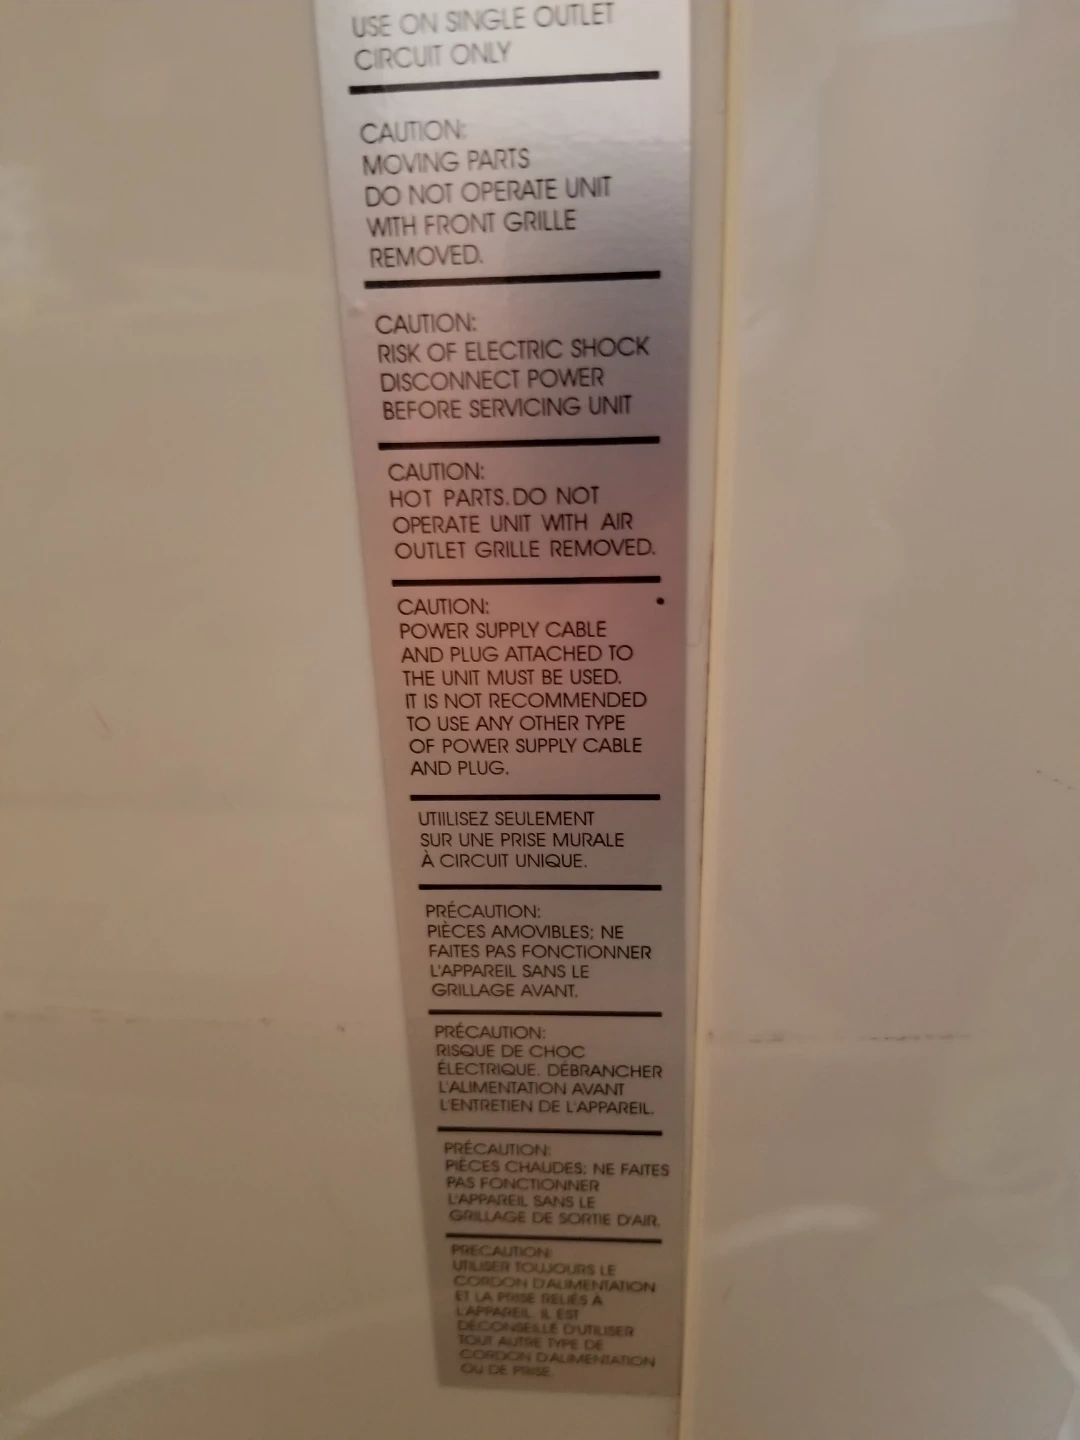 USE ON SINGLE OUTLET
CIRCUIT ONLY
CAUTION:
MOVING PARTS
DO NOT OPERATE UNIT
WITH FRONT GRILLE
REMOVED.
CAUTION:
RISK OF ELECTRIC SHOCK
DISCONNECT POWER
BEFORE SERVICING UNIT
CAUTION:
HOT PARTS. DO NOT
OPERATE UNIT WITH AIR
OUTLET GRILLE REMOVED.
CAUTION:
POWER SUPPLY CABLE
AND PLUG ATTACHED TO
THE UNIT MUST BE USED.
IT IS NOT RECOMMENDED
TO USE ANY OTHER TYPE
OF POWER SUPPLY CABLE
AND PLUG.
UTIILISEZ SEULEMENT
SUR UNE PRISE MURALE
À CIRCUIT UNIQUE.
PRÉCAUTION:
PIÈCES AMOVIBLES; NE
FAITES PAS FONCTIONNER
L'APPAREIL SANS LE
GRILLAGE AVANT.
PRÉCAUTION:
RISQUE DE CHOC
ÉLECTRIQUE. DÉBRANCHER
L'ALIMENTATION AVANT
L'ENTRETIEN DE L'APPAREIL.
PRÉCAUTION:
PIÈCES CHAUDES; NE FAITES
PAS FONCTIONNER
L'APPAREIL SANS LE
GRILLAGE DE SORTIE D'AIR.
PRÉCAUTION:
UTILISER TOUJOURS LE
CORDON D'ALIMENTATION
ET LA PRISE RELIÉS À
L'APPAREIL. IL EST
DÉCONSEILLÉ D'UTILISER
TOUT AUTRE TYPE DE
CORDON D'ALIMENTATION
OU DE PRISE.